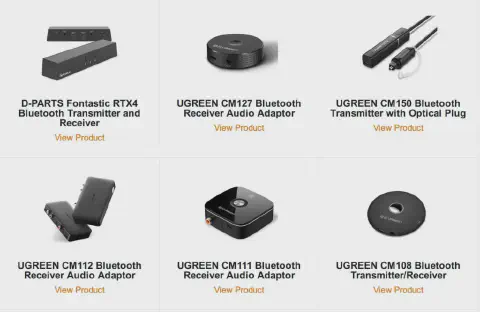 D-PARTS Fontastic RTX4
Bluetooth Transmitter and
Receiver
View Product
UGREEN CM127 Bluetooth
Receiver Audio Adaptor
View Product
UGREEN CM150 Bluetooth
Transmitter with Optical Plug
View Product
UGREEN CM112 Bluetooth
Receiver Audio Adaptor
View Product
UGREEN CM111 Bluetooth
Receiver Audio Adaptor
View Product
UGREEN CM108 Bluetooth
Transmitter/Receiver
View Product